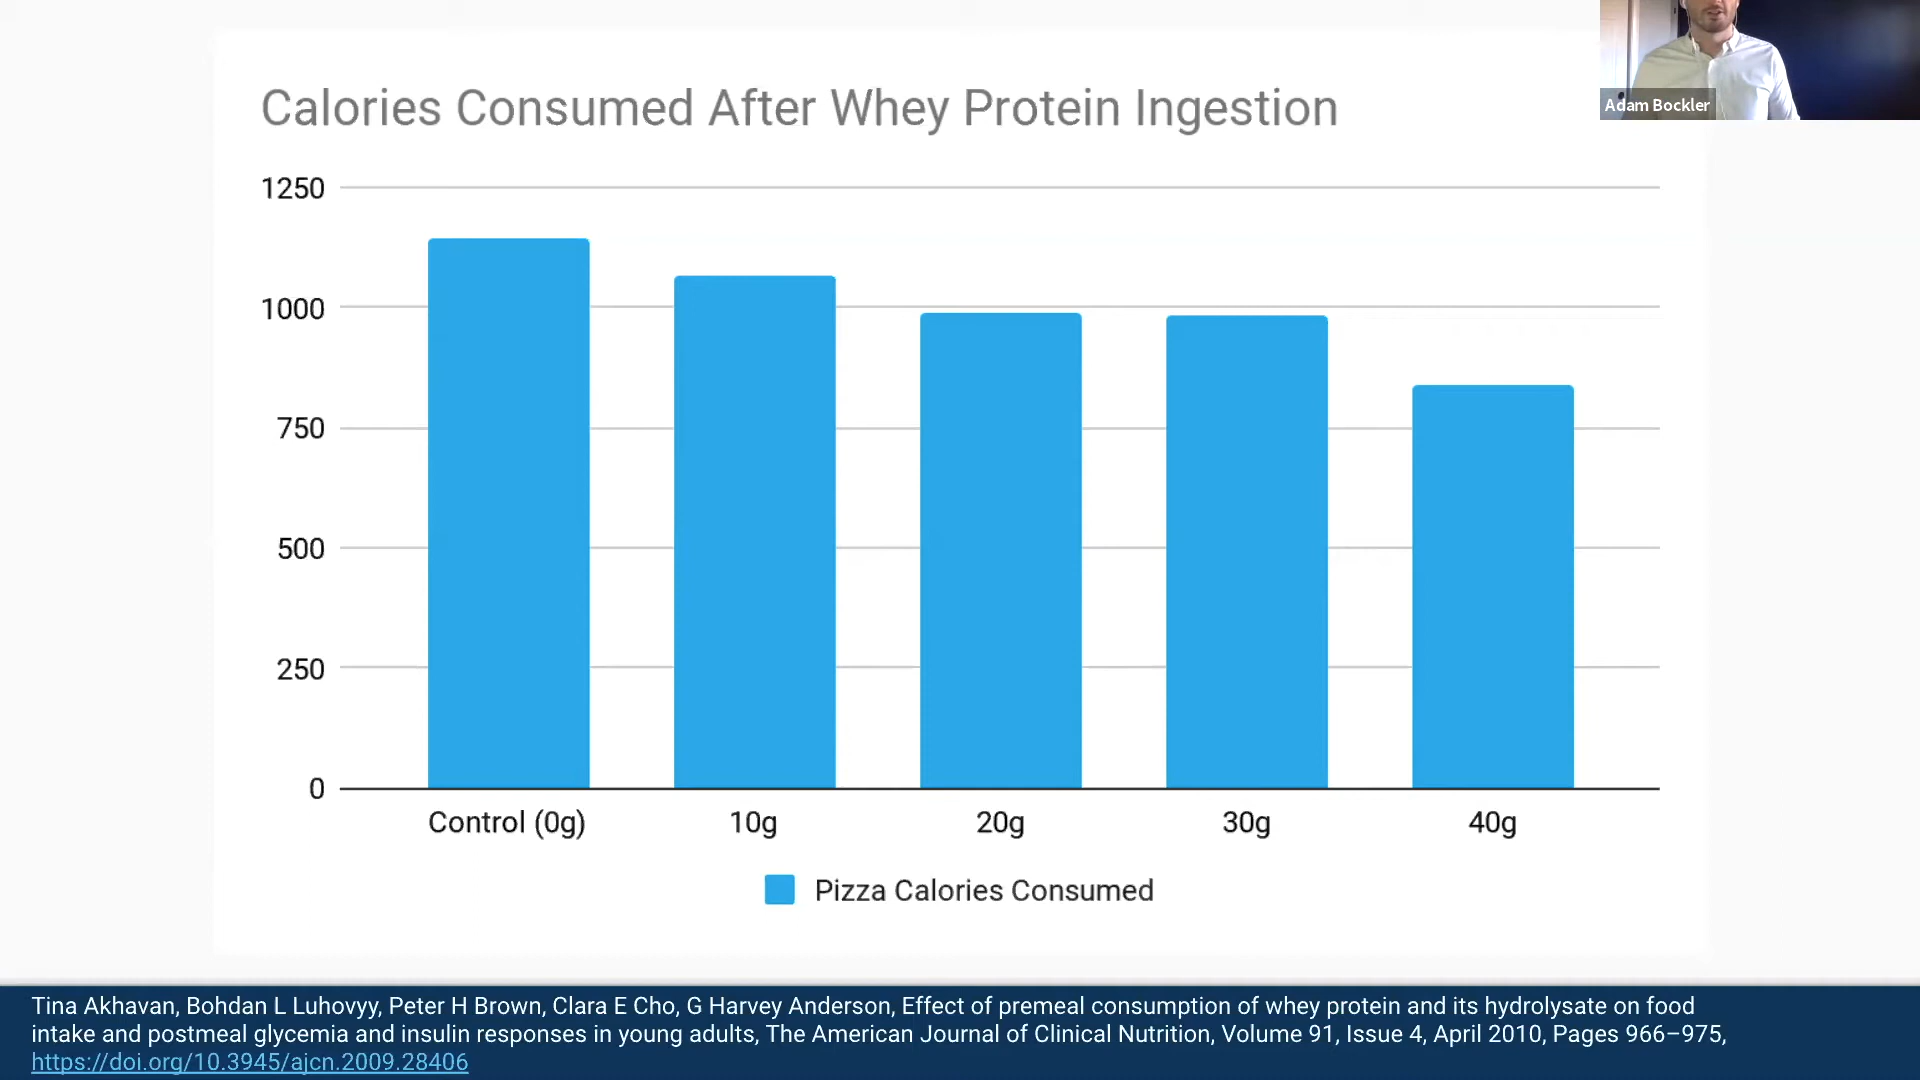 Adam Bockler
Calories Consumed After Whey Protein Ingestion
1250
1000
750
500
250
0
Control (0g) 10g 20g 30g 40g
Pizza Calories Consumed
Tina Akhavan, Bohdan L Luhovyy, Peter H Brown, Clara E Cho, G Harvey Anderson, Effect of premeal consumption of whey protein and its hydrolysate on food
intake and postmeal glycemia and insulin responses in young adults, The American Journal of Clinical Nutrition, Volume 91, Issue 4, April 2010, Pages 966–975,
https://doi.org/10.3945/ajcn.2009.28406